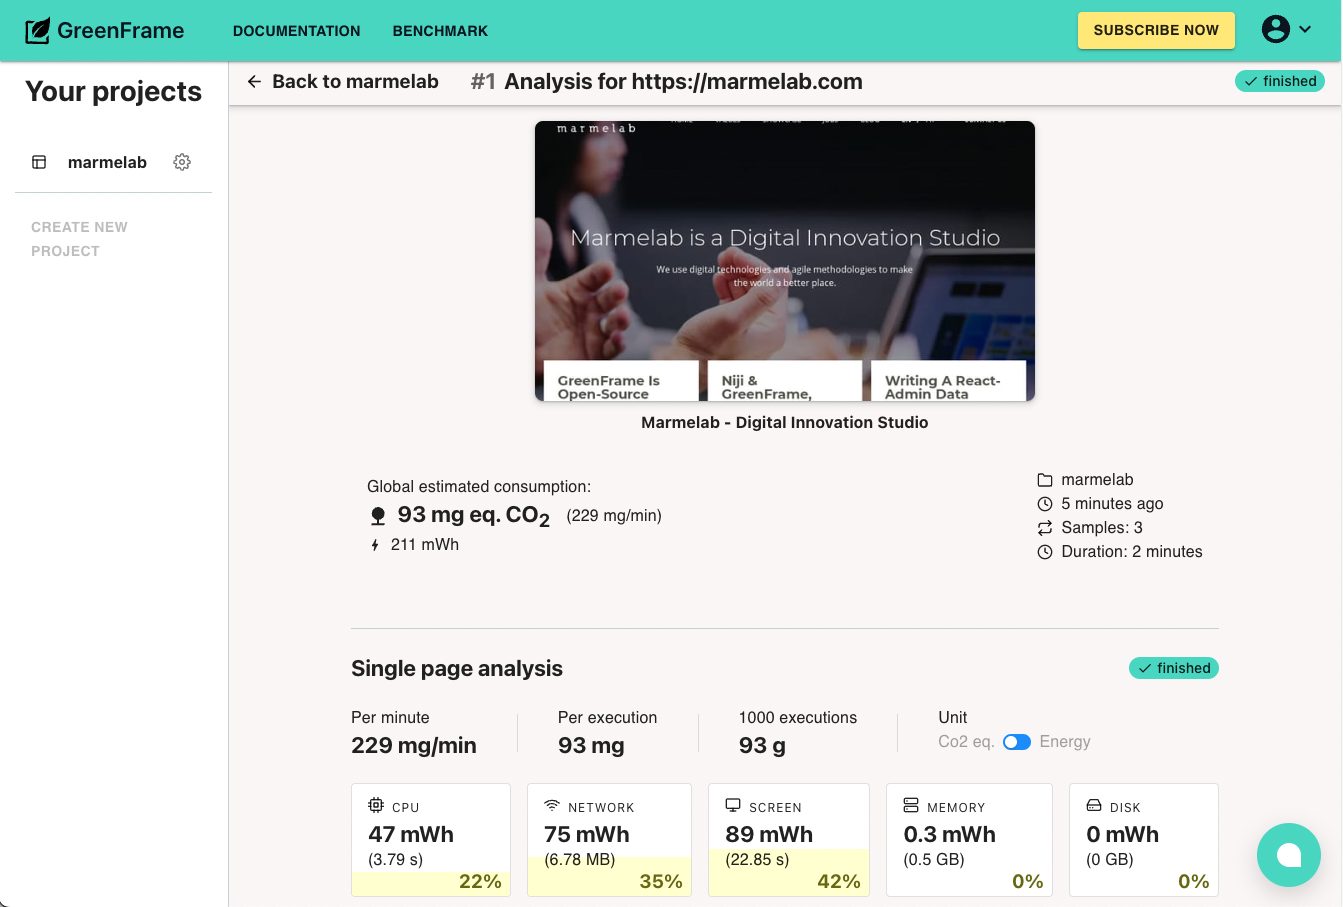 GreenFrame
DOCUMENTATION
BENCHMARK
SUBSCRIBE NOW
Your projects
marmelab
CREATE NEW
PROJECT
Back to marmelab
#1 Analysis for https://marmelab.com
finished
marmelab
Marmelab is a Digital Innovation Studio
We use digital technologies and agile methodologies to make
the world a better place.
GreenFrame Is
Open-Source
Niji &
GreenFrame,
Writing A React-
Admin Data
Marmelab - Digital Innovation Studio
Global estimated consumption:
93 mg eq. CO2 (229 mg/min)
211 mWh
marmelab
5 minutes ago
Samples: 3
Duration: 2 minutes
Single page analysis
finished
Per minute
229 mg/min
Per execution
93 mg
1000 executions
93 g
Unit
Co2 eq. Energy
CPU
47 mWh
(3.79 s)
22%
NETWORK
75 mWh
(6.78 MB)
35%
SCREEN
89 mWh
(22.85 s)
42%
MEMORY
0.3 mWh
(0.5 GB)
0%
DISK
0 mWh
(0 GB)
0%